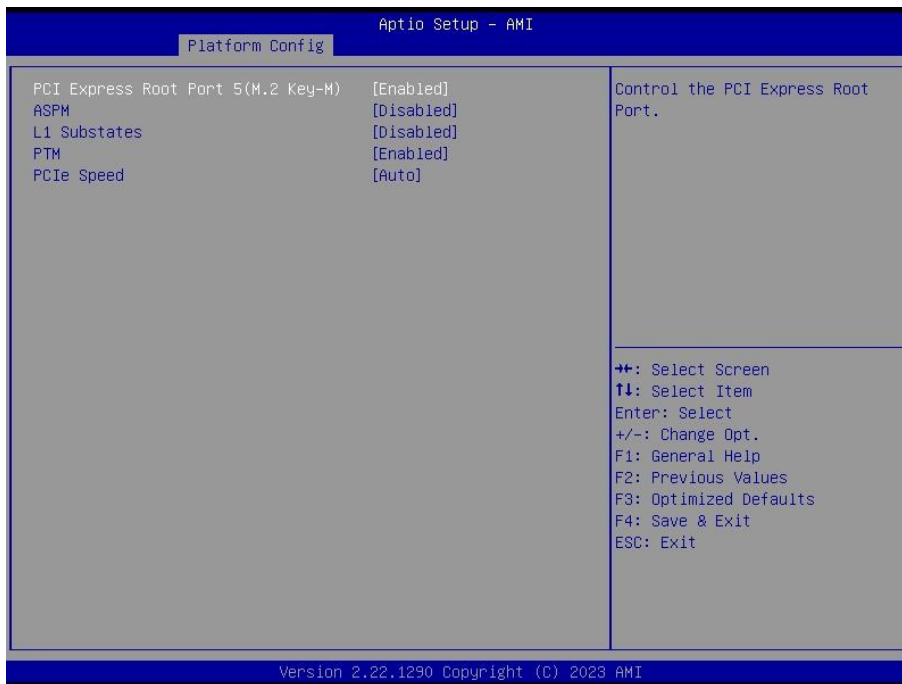 Aptio Setup – AMI
Platform Config
PCI Express Root Port 5(M.2 Key-M) [Enabled]
ASPM [Disabled]
L1 Substates [Disabled]
PTM [Enabled]
PCIe Speed [Auto]
Control the PCI Express Root
Port.
→←: Select Screen
↑↓: Select Item
Enter: Select
+/-: Change Opt.
F1: General Help
F2: Previous Values
F3: Optimized Defaults
F4: Save & Exit
ESC: Exit
Version 2.22.1290 Copyright (C) 2023 AMI